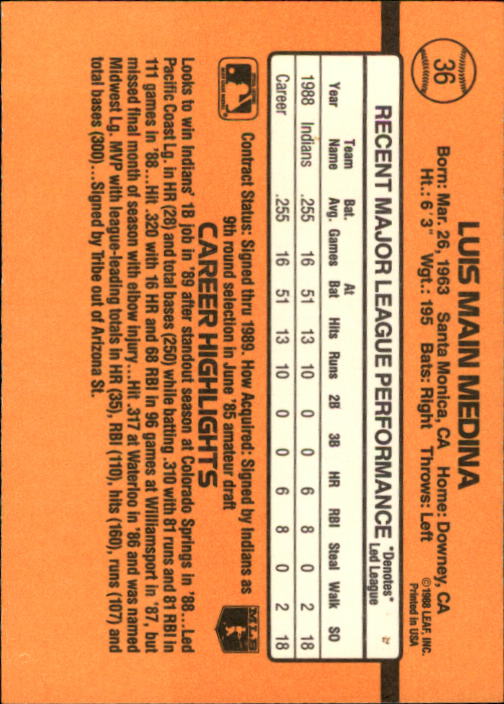 36
LUIS MAIN MEDINA
Born: Mar. 26, 1963 Santa Monica, CA Home: Downey, CA
Ht.: 6'3" Wgt.: 195 Bats: Right Throws: Left
©1988 LEAF, INC.
Printed in USA
RECENT MAJOR LEAGUE PERFORMANCE
"Denotes"
Led League
Year Team Name Bat. Avg. Games At Bat Hits Runs 2B 3B HR RBI Steal Walk SO
1988 Indians .255 16 51 13 10 0 0 6 8 0 2 18
Career .255 16 51 13 10 0 0 6 8 0 2 18
Contract Status: Signed thru 1989. How Acquired: Signed by Indians as
9th round selection in June '85 amateur draft
MLB
CAREER HIGHLIGHTS
Looks to win Indians' 1B job in '89 after standout season at Colorado Springs in '88....Led
Pacific Coast Lg. in HR (28) and total bases (250) while batting .310 with 81 runs and 81 RBI in
111 games in '88...Hit .320 with 16 HR and 68 RBI in 96 games at Williamsport in '87, but
missed final month of season with elbow injury....Hit .317 at Waterloo in '86 and was named
Midwest Lg. MVP with league-leading totals in HR (35), RBI (110), hits (160), runs (107) and
total bases (300)....Signed by Tribe out of Arizona St.